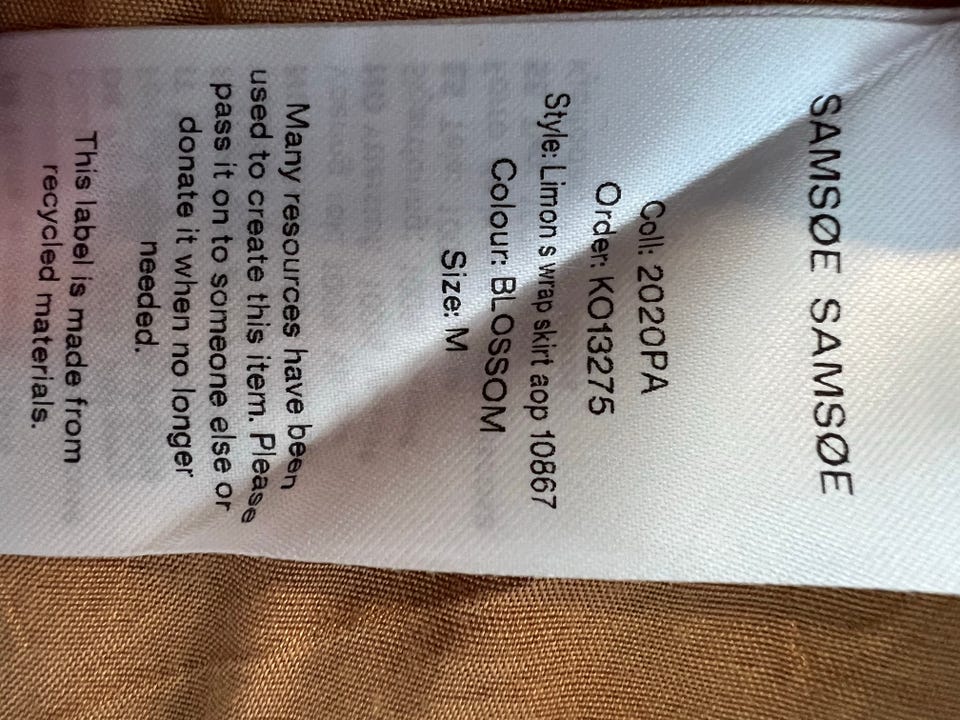 SAMSØE SAMSØE
Coll: 2020PA
Order: KO13275
Style: Limon s wrap skirt aop 10867
Colour: BLOSSOM
Size: M
Many resources have been
used to create this item. Please
pass it on to someone else or
donate it when no longer
needed.
This label is made from
recycled materials.